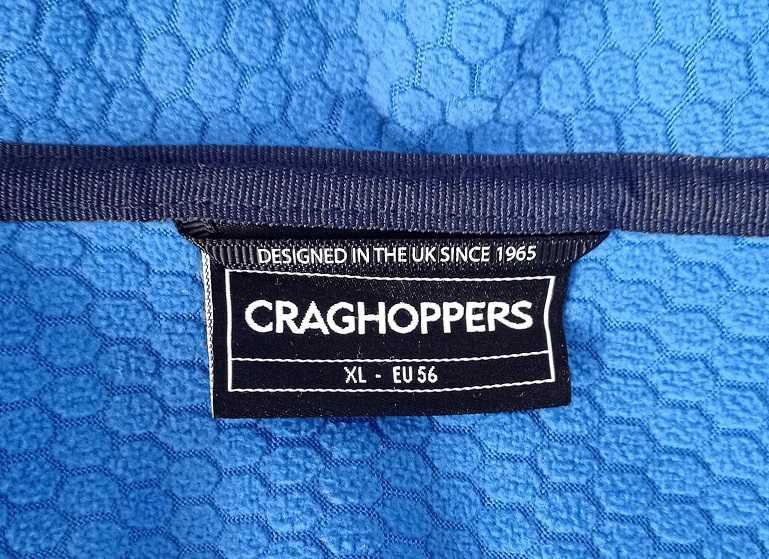 DESIGNED IN THE UK SINCE 1965
CRAGHOPPERS
XL - EU 56